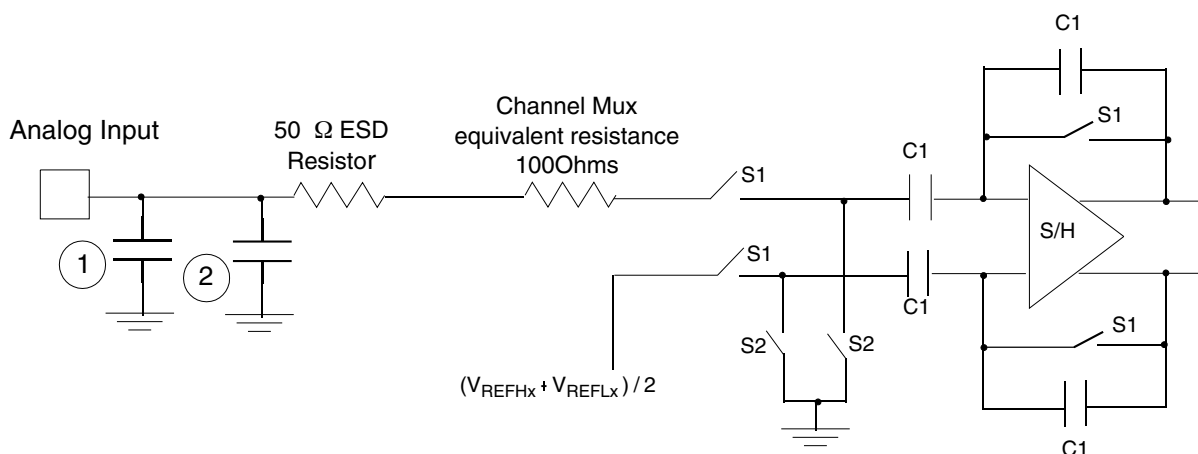 C1
Channel Mux
equivalent resistance
100Ohms
50 Ω ESD
Resistor
Analog Input
S1
C1
S1
S/H
1
2
S1
C1
S1
S2
S2
(VREFHx + VREFLx) / 2
C1